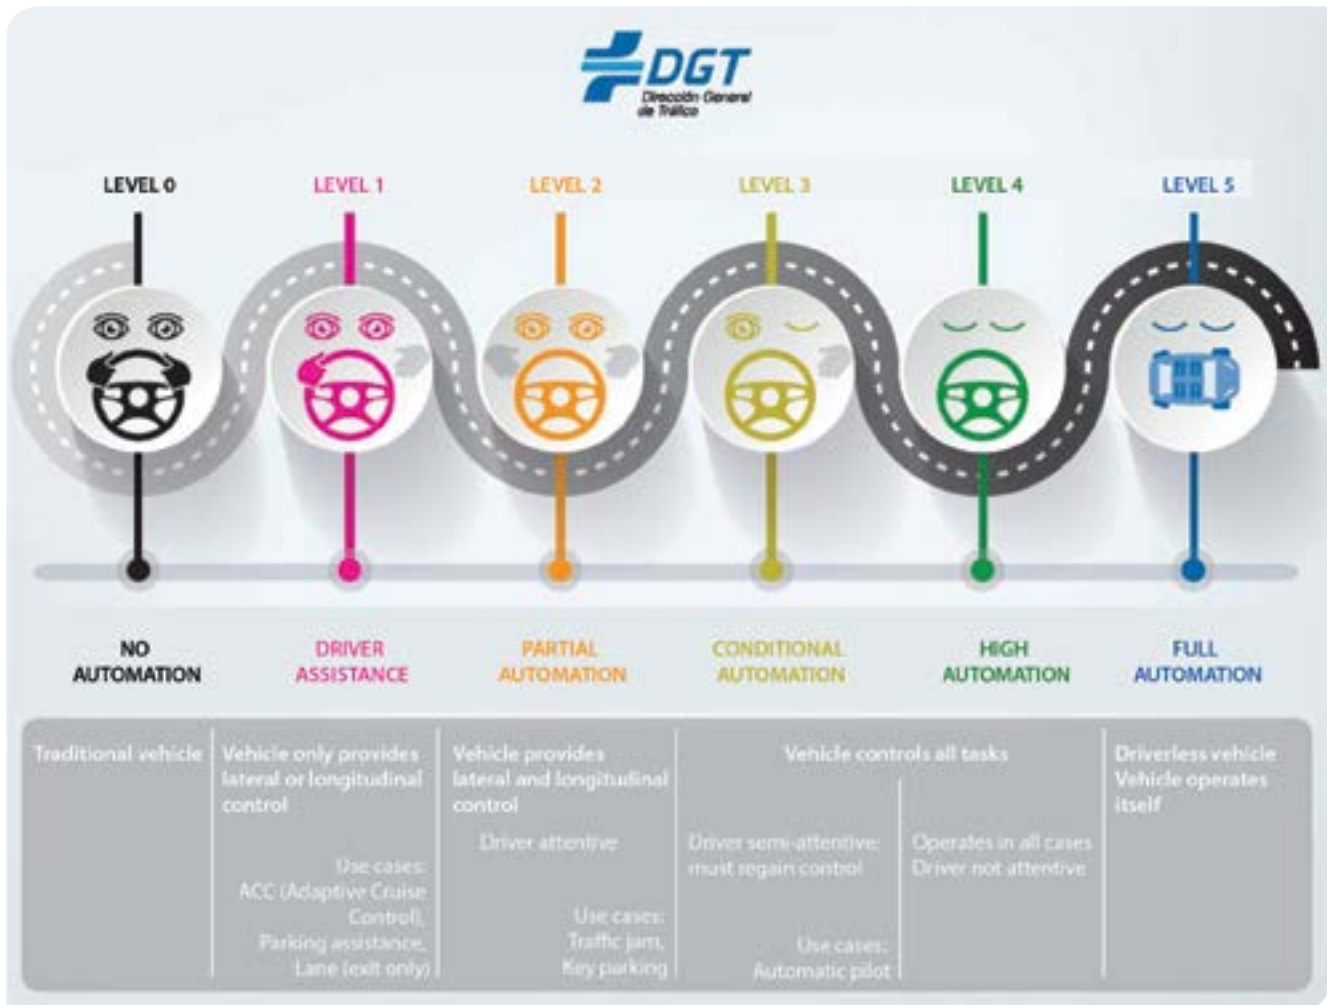 DGT
Dirección General
de Tráfico
LEVEL 0
LEVEL 1
LEVEL 2
LEVEL 3
LEVEL 4
LEVEL 5
NO
AUTOMATION
DRIVER
ASSISTANCE
PARTIAL
AUTOMATION
CONDITIONAL
AUTOMATION
HIGH
AUTOMATION
FULL
AUTOMATION
Traditional vehicle
Vehicle only provides
lateral or longitudinal
control
Use cases:
ACC (Adaptive Cruise
Control),
Parking assistance,
Lane (exit only)
Vehicle provides
lateral and longitudinal
control
Driver attentive
Use cases:
Traffic jam,
Key parking
Vehicle controls all tasks
Driver semi-attentive;
must regain control
Use cases:
Automatic pilot
Operates in all cases
Driver not attentive
Driverless vehicle
Vehicle operates
itself